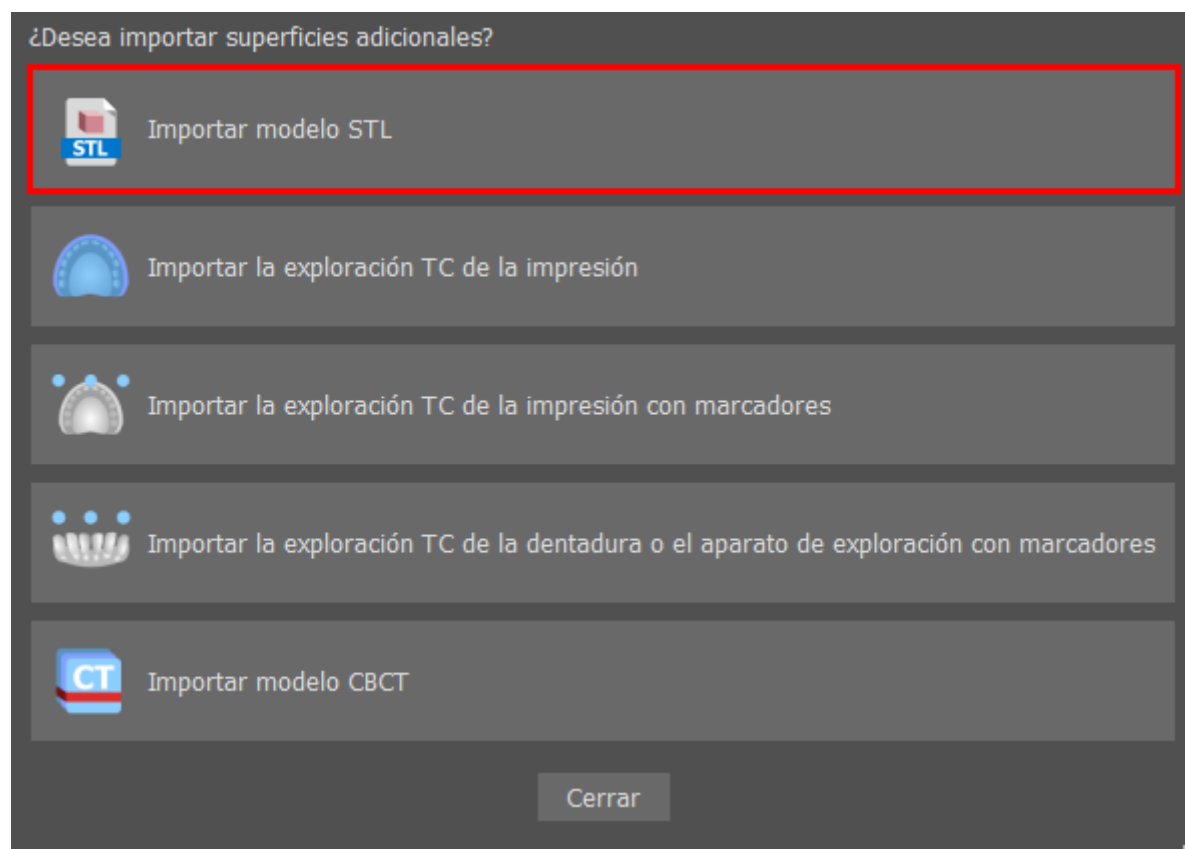 ¿Desea importar superficies adicionales?
STL
Importar modelo STL
Importar la exploración TC de la impresión
Importar la exploración TC de la impresión con marcadores
Importar la exploración TC de la dentadura o el aparato de exploración con marcadores
CT
Importar modelo CBCT
Cerrar